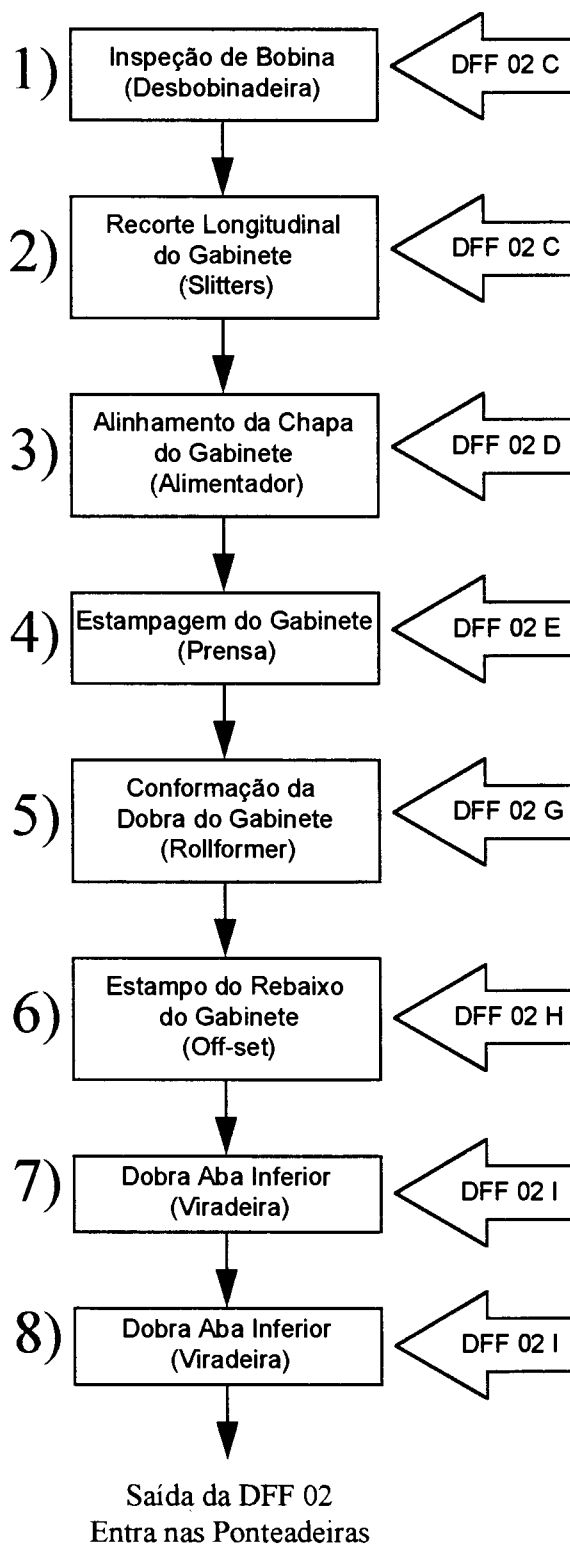 1)
Inspeção de Bobina
(Desbobinadeira)
DFF 02 C
2)
Recorte Longitudinal
do Gabinete
(Slitters)
DFF 02 C
3)
Alinhamento da Chapa
do Gabinete
(Alimentador)
DFF 02 D
4)
Estampagem do Gabinete
(Prensa)
DFF 02 E
5)
Conformação da
Dobra do Gabinete
(Rollformer)
DFF 02 G
6)
Estampo do Rebaixo
do Gabinete
(Off-set)
DFF 02 H
7)
Dobra Aba Inferior
(Viradeira)
DFF 02 I
8)
Dobra Aba Inferior
(Viradeira)
DFF 02 I
Saída da DFF 02
Entra nas Ponteadeiras